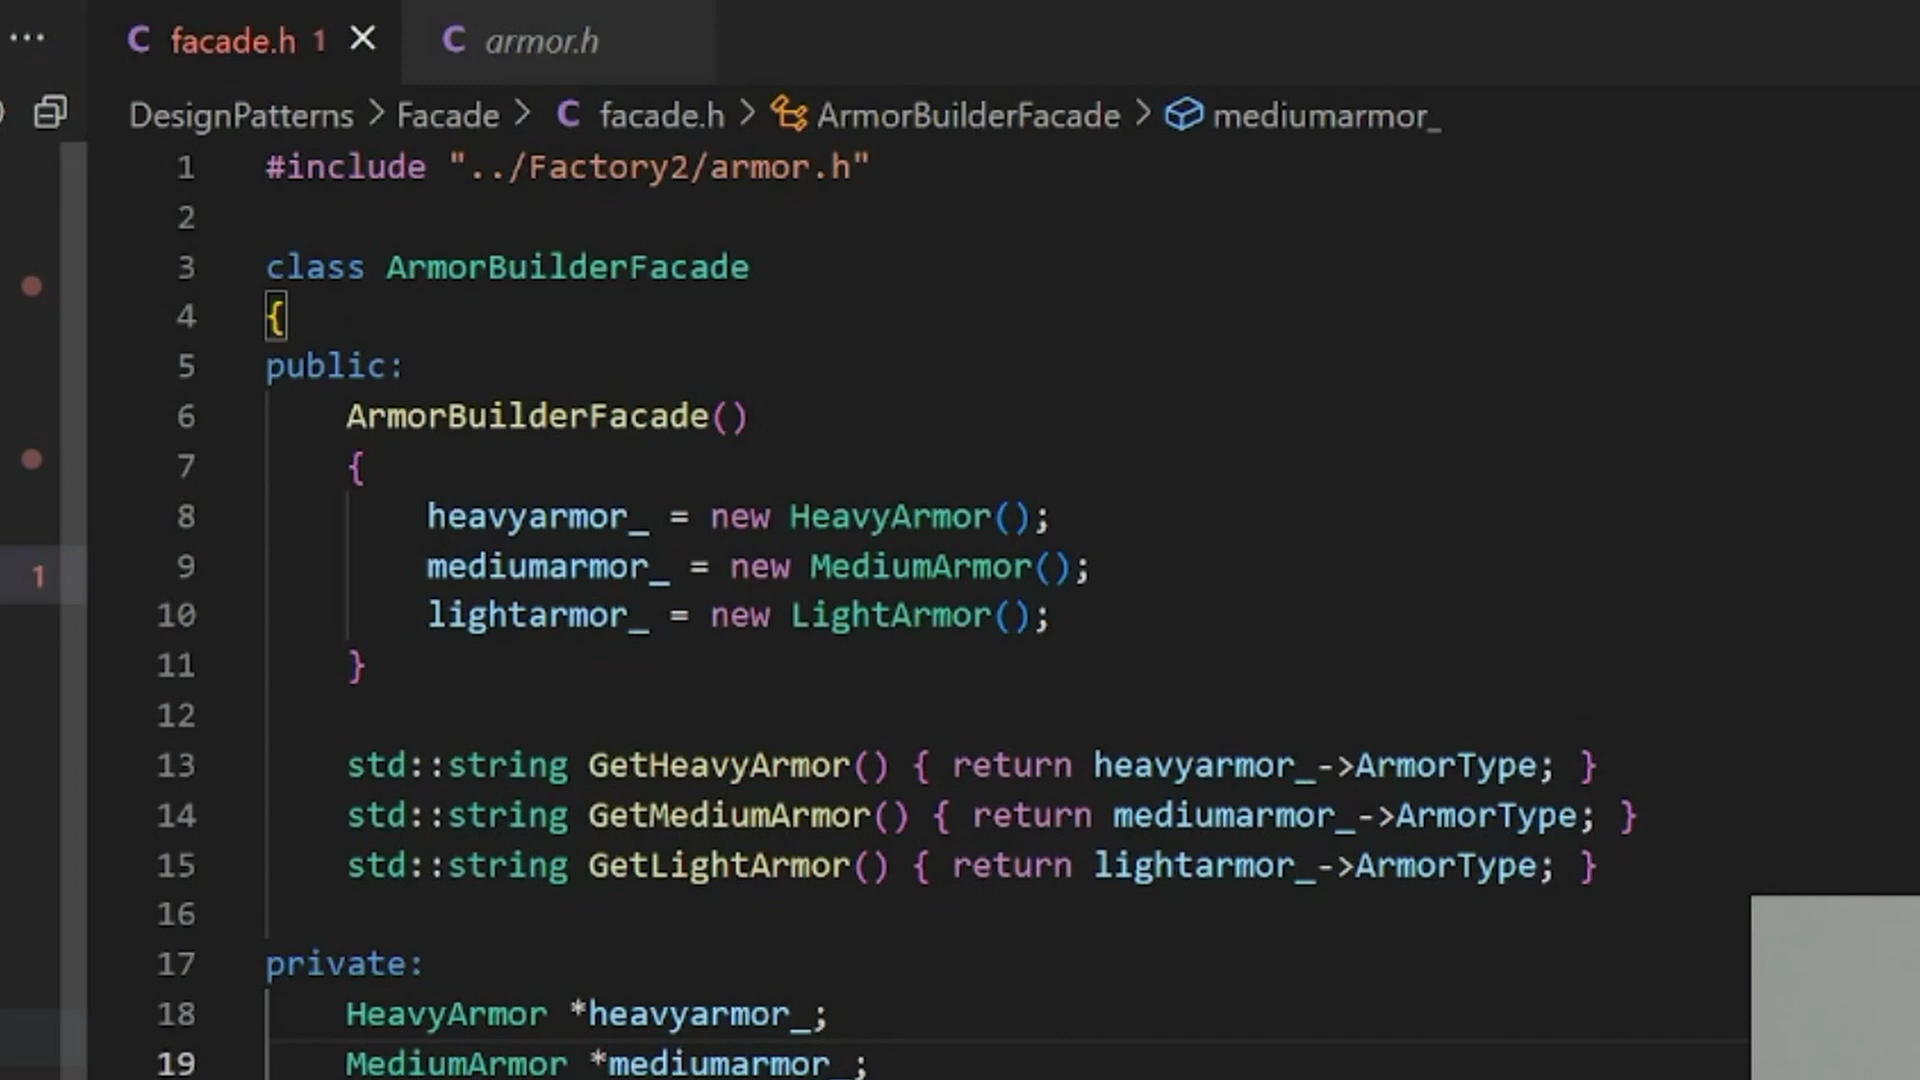 facade.h 1
armor.h
DesignPatterns > Facade > C facade.h > ArmorBuilderFacade > mediumarmor_
1 #include "../Factory2/armor.h"
2
3 class ArmorBuilderFacade
4 {
5 public:
6 ArmorBuilderFacade()
7 {
8 heavyarmor_ = new HeavyArmor();
9 mediumarmor_ = new MediumArmor();
10 lightarmor_ = new LightArmor();
11 }
12
13 std::string GetHeavyArmor() { return heavyarmor_->ArmorType; }
14 std::string GetMediumArmor() { return mediumarmor_->ArmorType; }
15 std::string GetLightArmor() { return lightarmor_->ArmorType; }
16
17 private:
18 HeavyArmor *heavyarmor_;
19 MediumArmor *mediumarmor_;
1